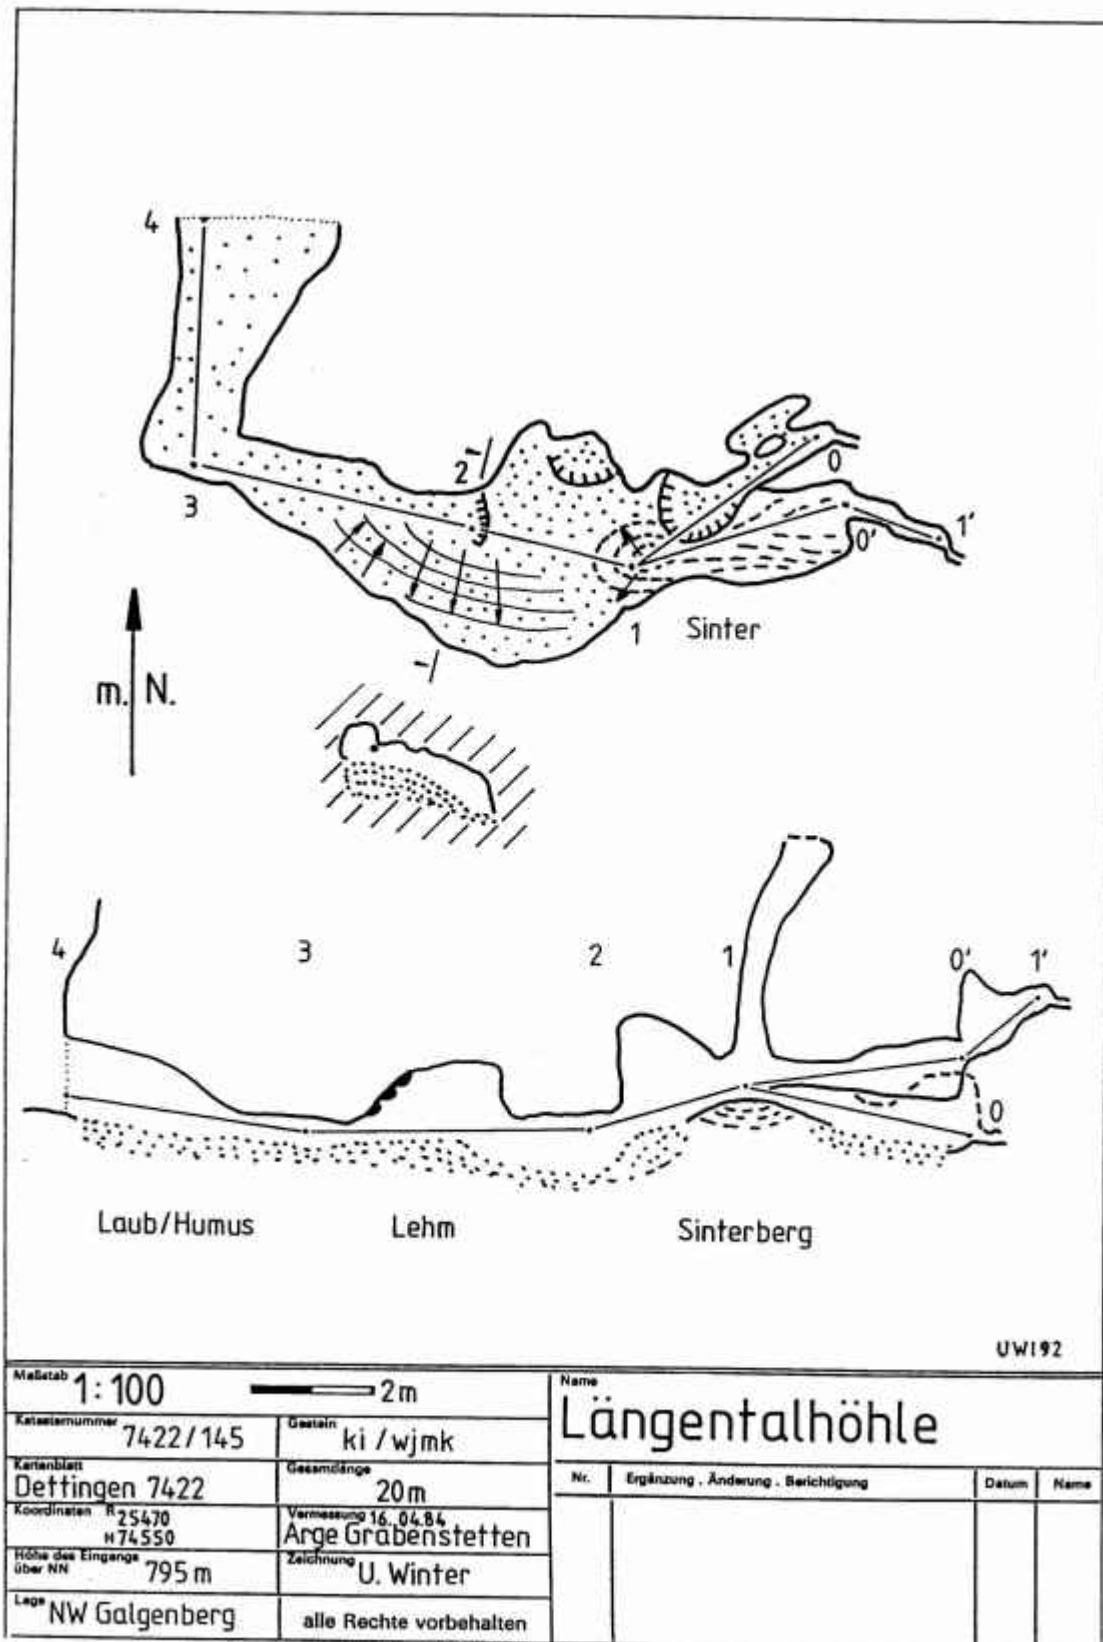 4
2
1
1
0
0'
1'
3
1
Sinter
m. N.
4 3 2 1 0' 1'
0
Laub/Humus Lehm Sinterberg
UW192
Maßstab 1:100 2m
Katasternummer 7422/145
Gestein ki/wjmk
Kartenblatt Dettingen 7422
Gesamtlänge 20m
Koordinaten R 25470
H 74550
Vermessung 16.04.84
Arge Grabenstetten
Höhe des Eingangs über NN 795 m
Zeichnung U. Winter
Lage NW Galgenberg
alle Rechte vorbehalten
Name
Längentalhöhle
Nr. Ergänzung, Änderung, Berichtigung Datum Name